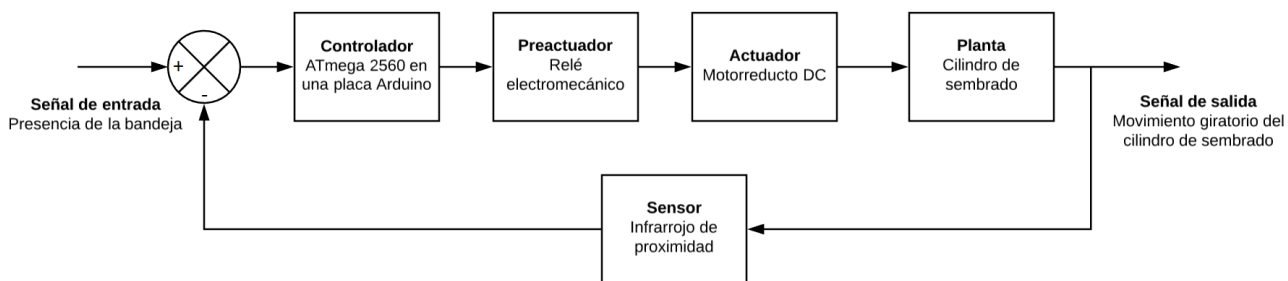 Señal de entrada
Presencia de la bandeja
+
-
Controlador
ATmega 2560 en
una placa Arduino
Preactuador
Relé
electromecánico
Actuador
Motorreducto DC
Planta
Cilindro de
sembrado
Señal de salida
Movimiento giratorio del
cilindro de sembrado
Sensor
Infrarrojo de
proximidad